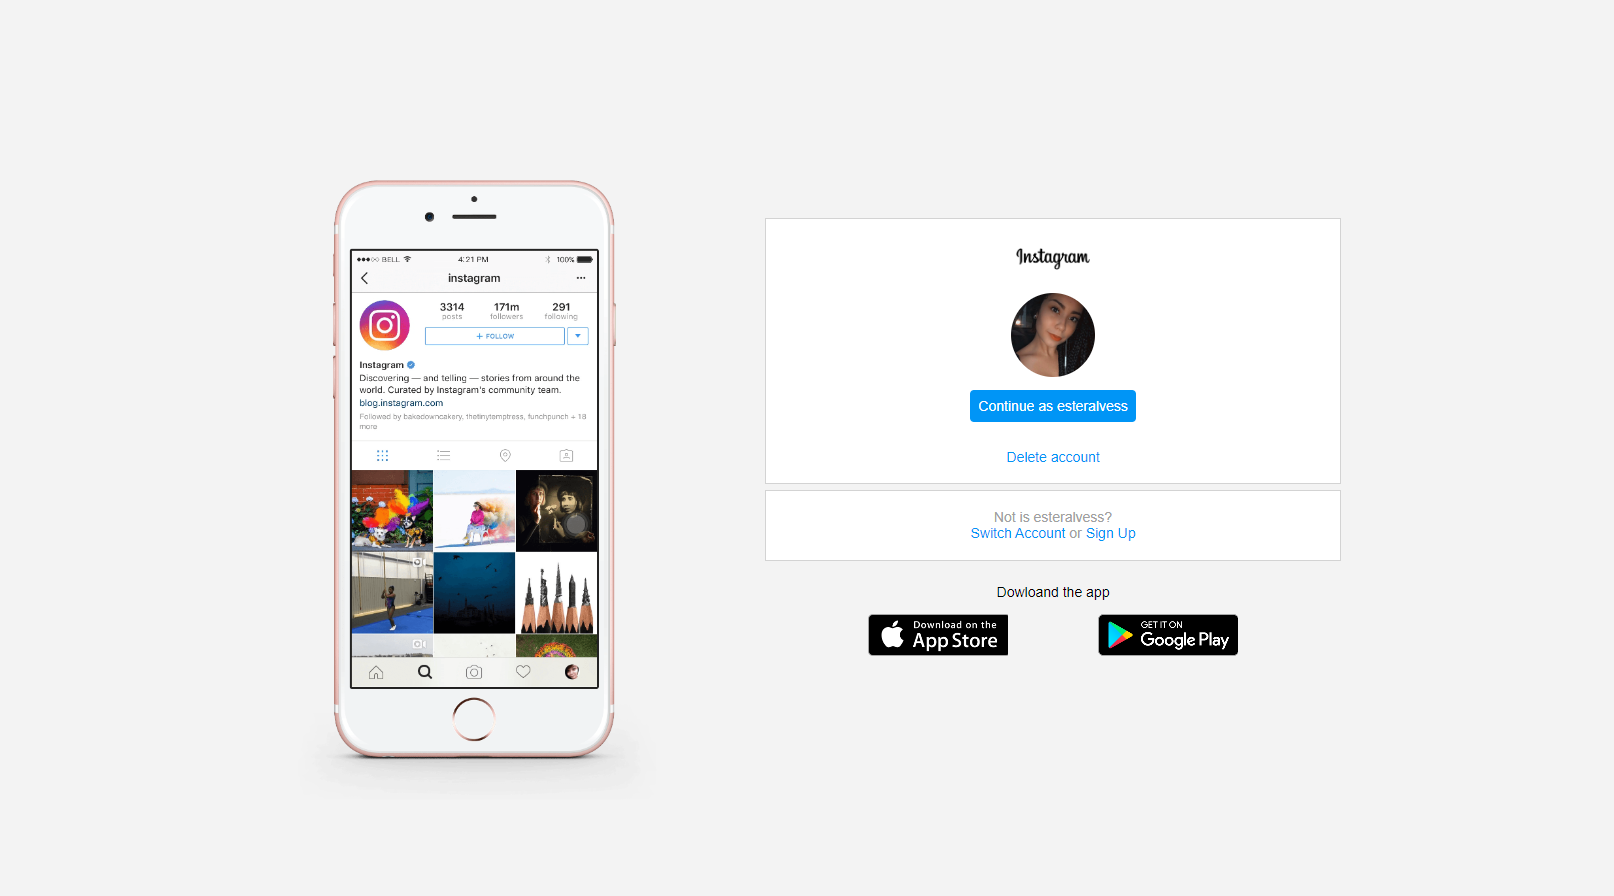 BELL 4:21 PM 100%
instagram
3314 171m 291
posts followers following
+ FOLLOW
Instagram
Discovering — and telling — stories from around the
world. Curated by Instagram's community team.
blog.instagram.com
Followed by bakedowncakery, thetinytemptress, funchpunch + 18
more
Instagram
Continue as esteralvess
Delete account
Not is esteralvess?
Switch Account or Sign Up
Dowloand the app
Download on the
App Store
GET IT ON
Google Play